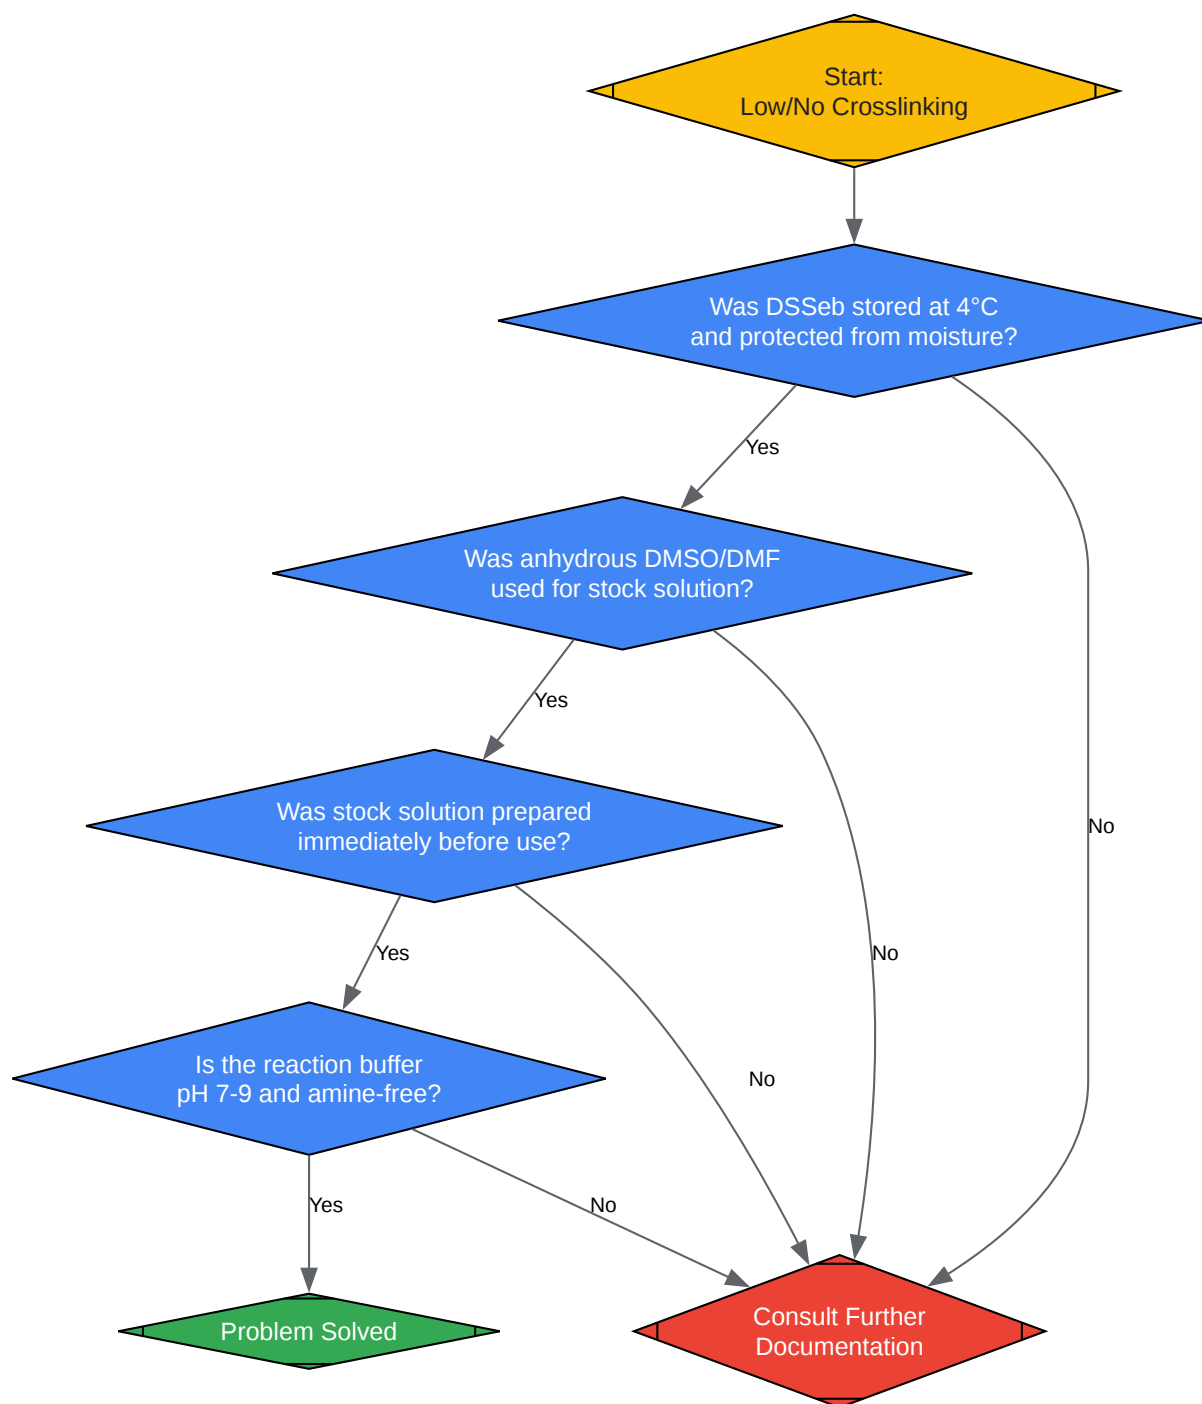 Start:
Low/No Crosslinking
Was DSSeb stored at 4°C
and protected from moisture?
Yes
Was anhydrous DMSO/DMF
used for stock solution?
Yes
Was stock solution prepared
immediately before use?
No
Yes
No
Is the reaction buffer
pH 7-9 and amine-free?
No
Yes
No
Problem Solved
Consult Further
Documentation